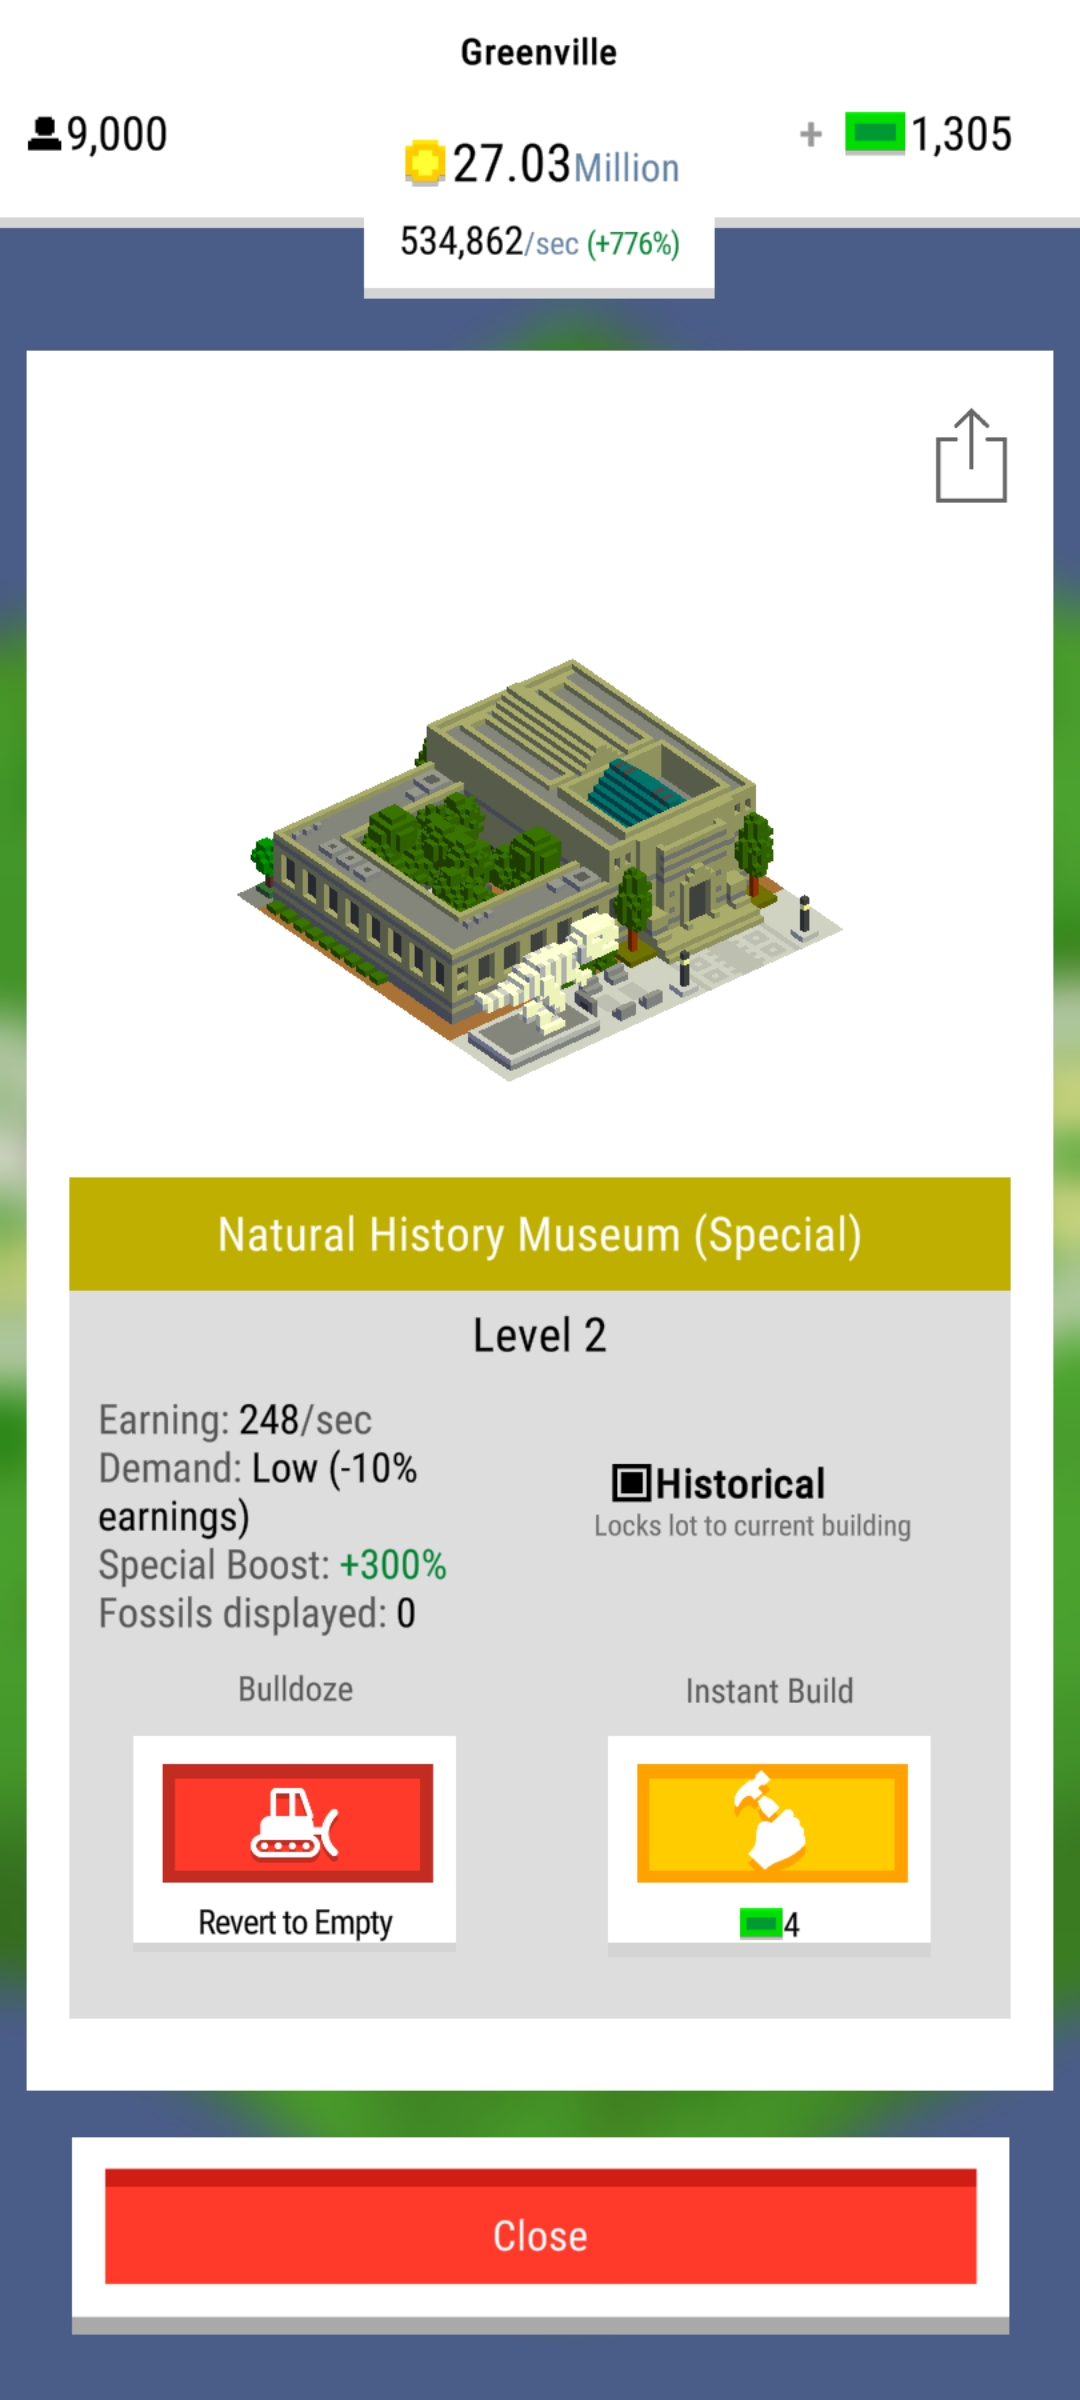 Greenville
9,000
27.03Million
+ 1,305
534,862/sec (+776%)
Natural History Museum (Special)
Level 2
Earning: 248/sec
Demand: Low (-10%
earnings)
Special Boost: +300%
Fossils displayed: 0
Historical
Locks lot to current building
Bulldoze
Instant Build
Revert to Empty
4
Close